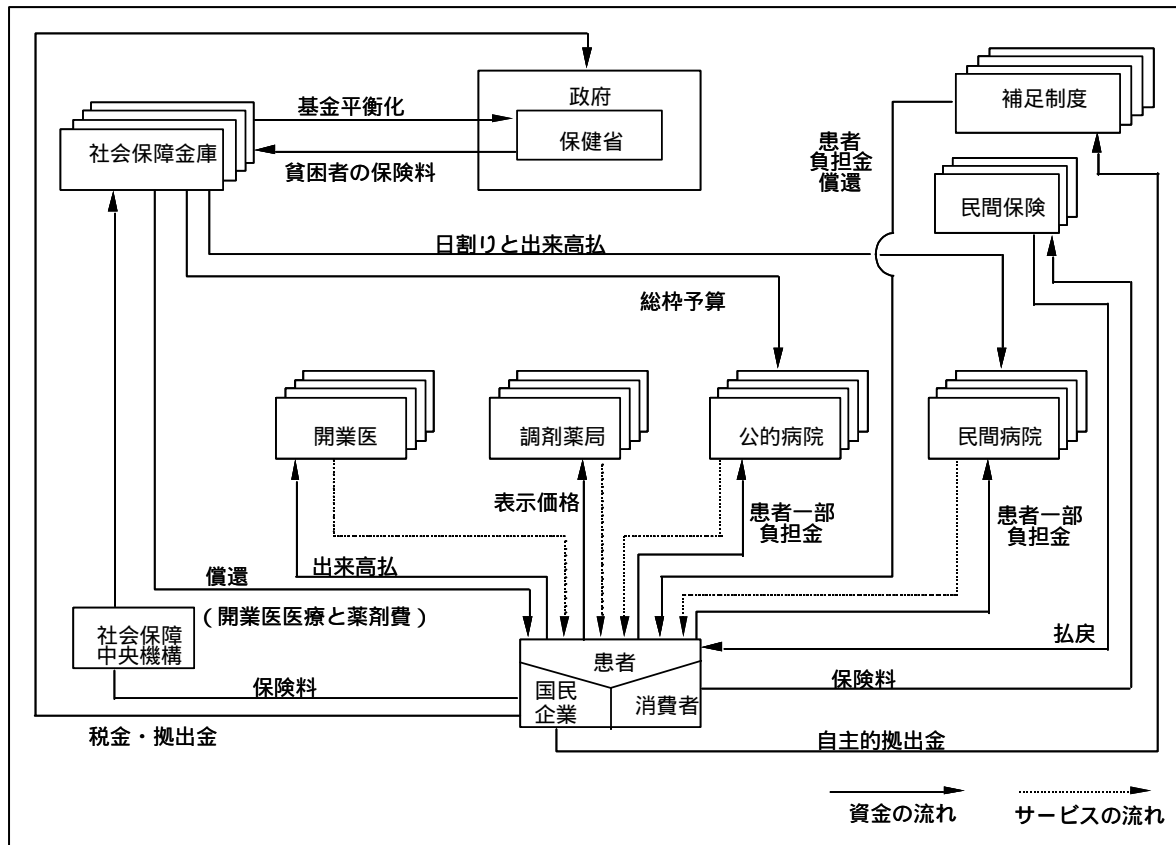 政府
保健省
基金平衡化
社会保障金庫
貧困者の保険料
補足制度
患者
負担金
償還
民間保険
日割りと出来高払
総枠予算
開業医
調剤薬局
公的病院
民間病院
表示価格
患者一部
負担金
患者一部
負担金
出来高払
償還
(開業医医療と薬剤費)
社会保障
中央機構
患者
払戻
保険料
国民
企業
消費者
保険料
税金・拠出金
自主的拠出金
資金の流れ
サービスの流れ